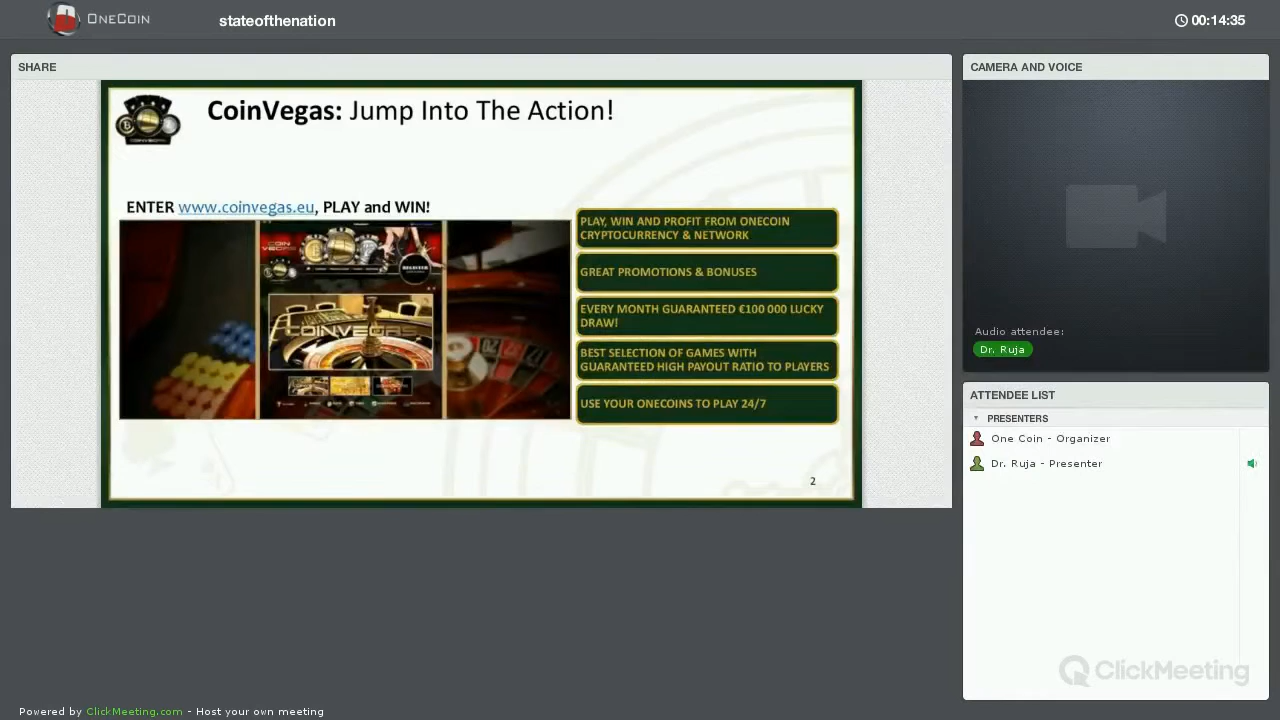 ONECOIN
stateofthenation
00:14:35
SHARE
CAMERA AND VOICE
CoinVegas: Jump Into The Action!
ENTER www.coinvegas.eu, PLAY and WIN!
COINVEGAS
PLAY, WIN AND PROFIT FROM ONECOIN
CRYPTOCURRENCY & NETWORK
GREAT PROMOTIONS & BONUSES
EVERY MONTH GUARANTEED €100 000 LUCKY
DRAW!
BEST SELECTION OF GAMES WITH
GUARANTEED HIGH PAYOUT RATIO TO PLAYERS
USE YOUR ONECOINS TO PLAY 24/7
2
Audio attendee:
Dr. Ruja
ATTENDEE LIST
PRESENTERS
One Coin - Organizer
Dr. Ruja - Presenter
ClickMeeting
Powered by ClickMeeting.com - Host your own meeting